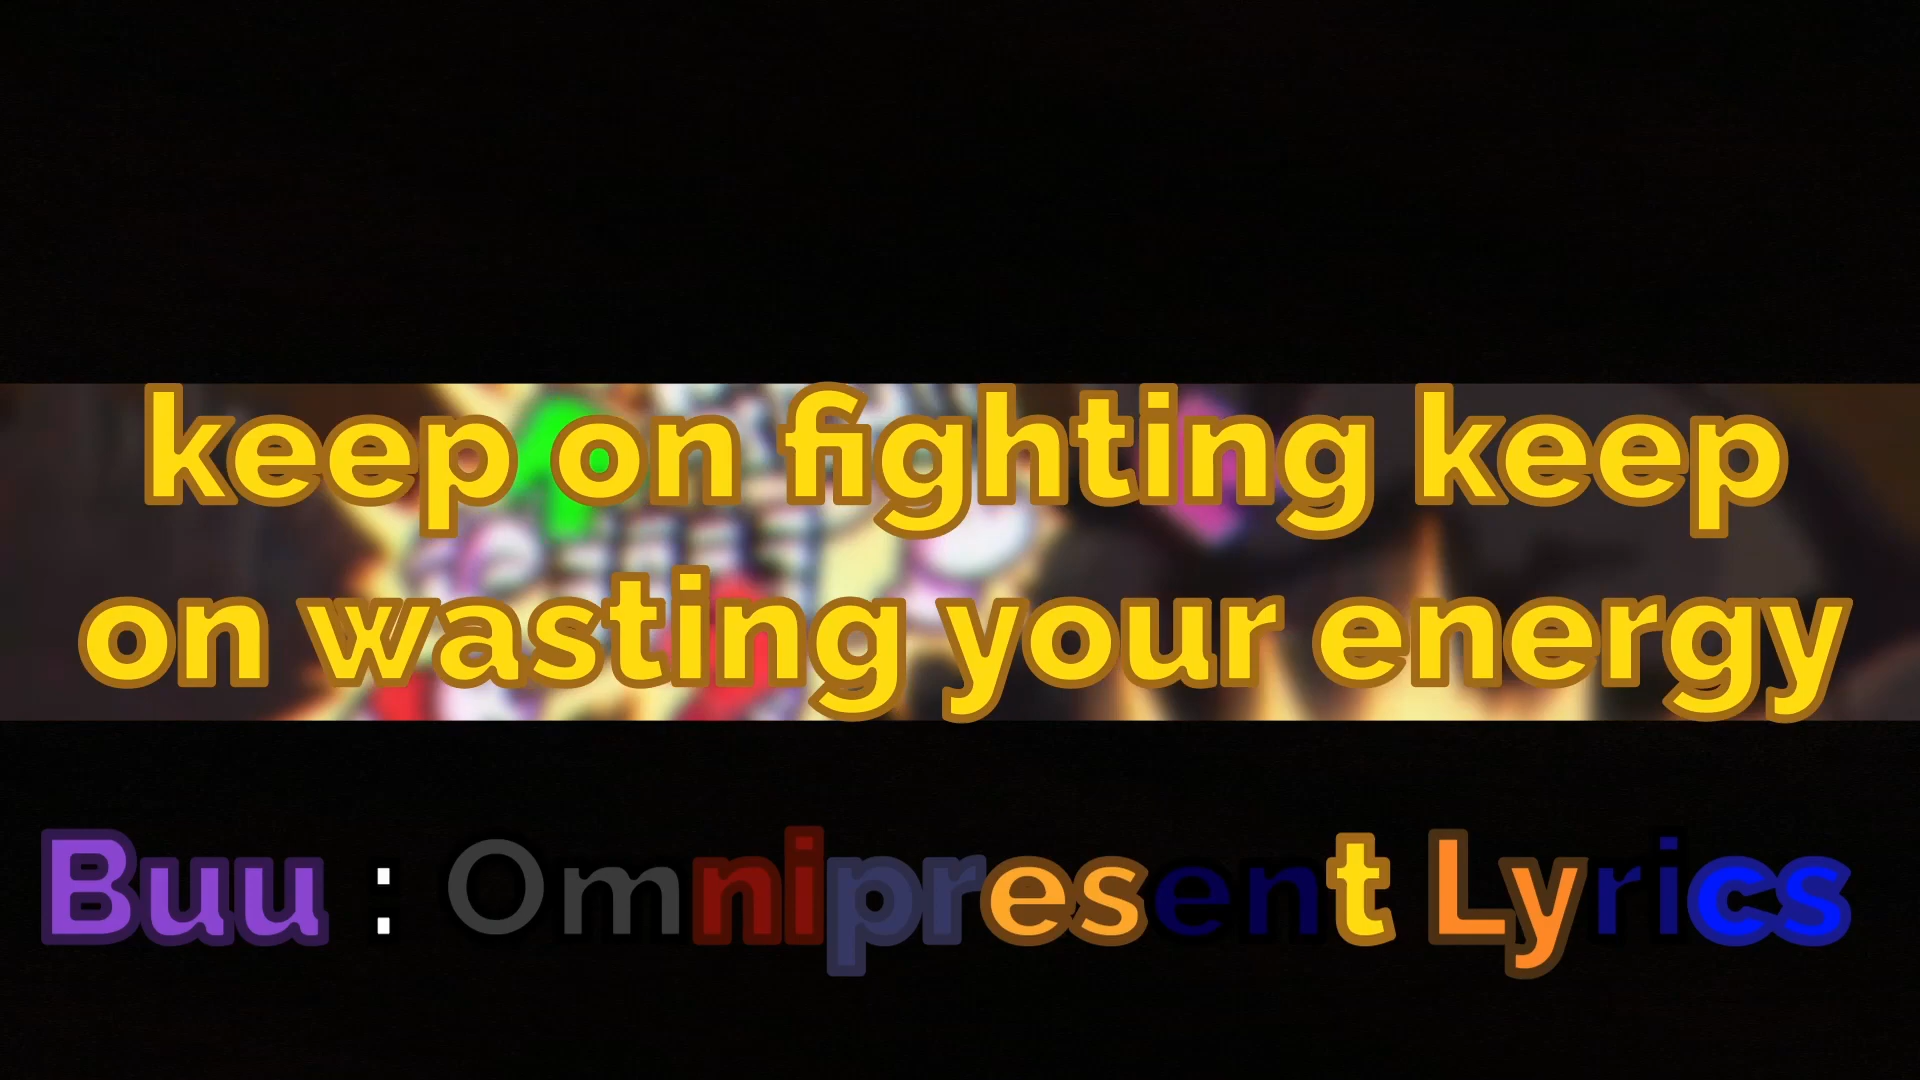 keep on fighting keep
on wasting your energy
Buu : Omnipresent Lyrics